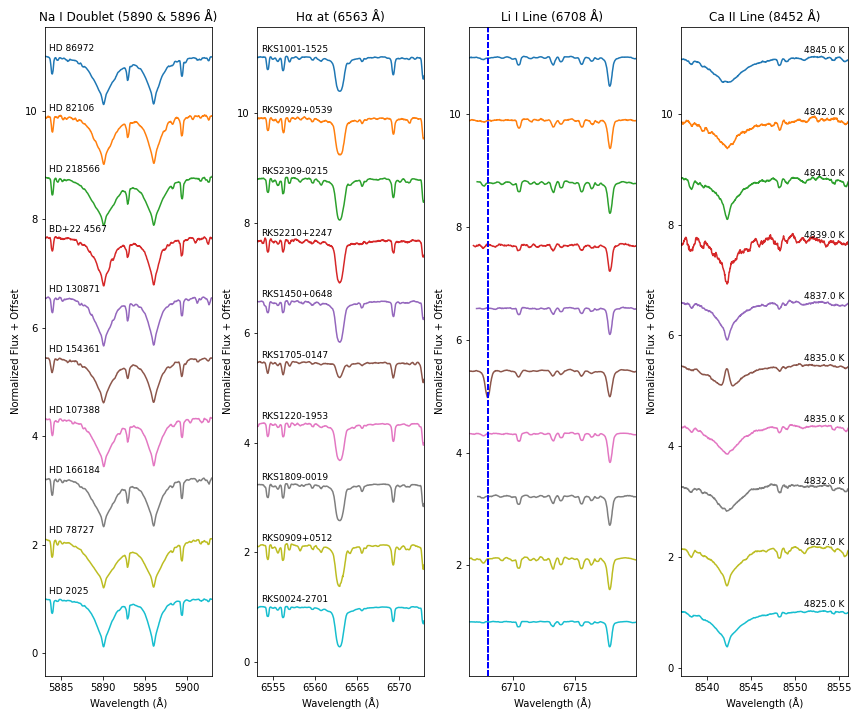 Na I Doublet (5890 & 5896 Å)
Hα at (6563 Å)
Li I Line (6708 Å)
Ca II Line (8452 Å)
HD 86972
HD 82106
HD 218566
BD+22 4567
HD 130871
HD 154361
HD 107388
HD 166184
HD 78727
HD 2025
10
8
6
4
2
0
Normalized Flux + Offset
5885
5890
5895
5900
Wavelength (Å)
RKS1001-1525
RKS0929+0539
RKS2309-0215
RKS2210+2247
RKS1450+0648
RKS1705-0147
RKS1220-1953
RKS1809-0019
RKS0909+0512
RKS0024-2701
10
8
6
4
2
0
Normalized Flux + Offset
6555
6560
6565
6570
Wavelength (Å)
10
8
6
4
2
Normalized Flux + Offset
6710
6715
Wavelength (Å)
4845.0 K
4842.0 K
4841.0 K
4839.0 K
4837.0 K
4835.0 K
4835.0 K
4832.0 K
4827.0 K
4825.0 K
10
8
6
4
2
0
Normalized Flux + Offset
8540
8545
8550
8555
Wavelength (Å)